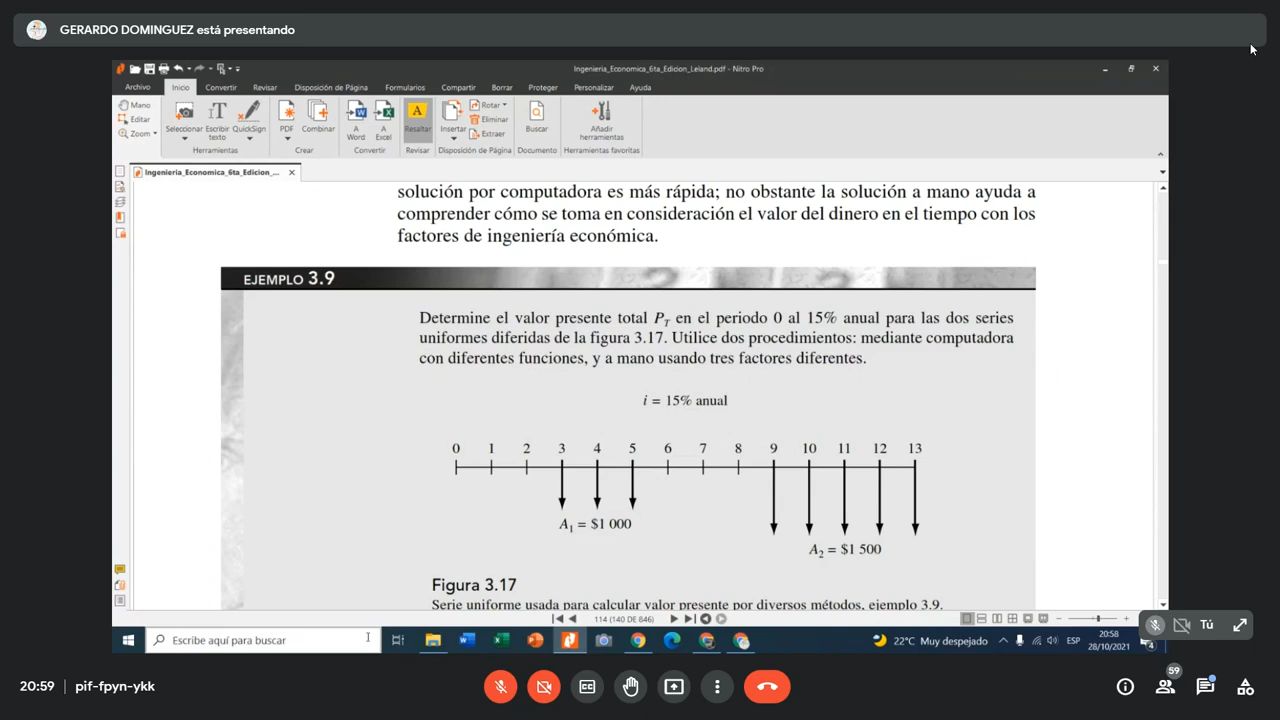 GERARDO DOMINGUEZ está presentando
Ingenieria_Economica_6ta_Edicion_Leland.pdf - Nitro Pro
Archivo Inicio Convertir Revisar Disposición de Página Formularios Compartir Borrar Proteger Personalizar Ayuda
Mano
Editar
Zoom
Seleccionar
Escribir texto
QuickSign
Herramientas
PDF
Combinar
Crear
A Word
A Excel
Convertir
Resaltar
Revisar
Insertar
Rotar
Eliminar
Extraer
Disposición de Página
Buscar
Documento
Añadir herramientas
Herramientas favoritas
Ingenieria_Economica_6ta_Edicion_...
solución por computadora es más rápida; no obstante la solución a mano ayuda a
comprender cómo se toma en consideración el valor del dinero en el tiempo con los
factores de ingeniería económica.
EJEMPLO 3.9
Determine el valor presente total P_T en el periodo 0 al 15% anual para las dos series
uniformes diferidas de la figura 3.17. Utilice dos procedimientos: mediante computadora
con diferentes funciones, y a mano usando tres factores diferentes.
i = 15% anual
0 1 2 3 4 5 6 7 8 9 10 11 12 13
A₁ = $1 000
A₂ = $1 500
Figura 3.17
Serie uniforme usada para calcular valor presente por diversos métodos, ejemplo 3.9.
114 (140 DE 846)
Tú
Escribe aquí para buscar
22°C Muy despejado
ESP
20:58
28/10/2021
4
20:59 | pif-fpyn-ykk
59